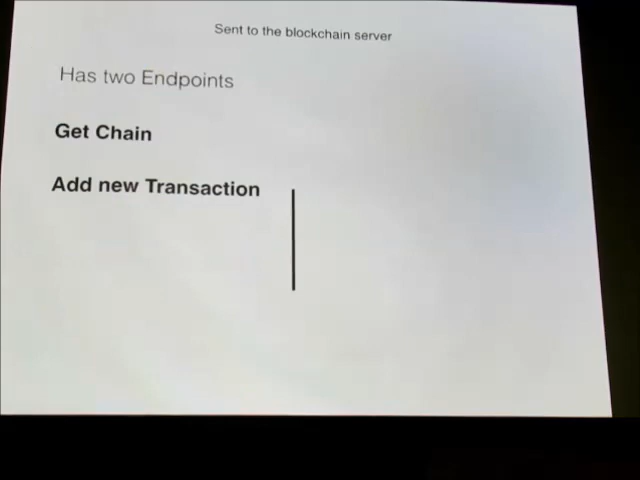 Sent to the blockchain server
Has two Endpoints
Get Chain
Add new Transaction